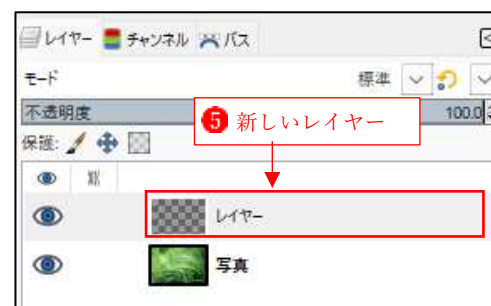 レイヤー チャンネル パス
モード 標準
不透明度 100.0
❺ 新しいレイヤー
保護:
レイヤー
写真